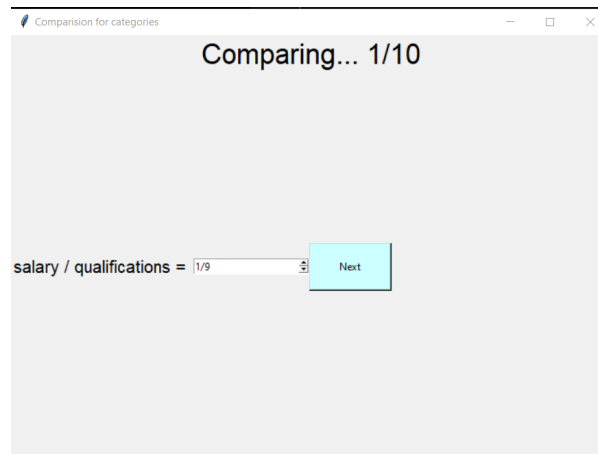 Comparision for categories
Comparing... 1/10
salary / qualifications = 1/9 Next